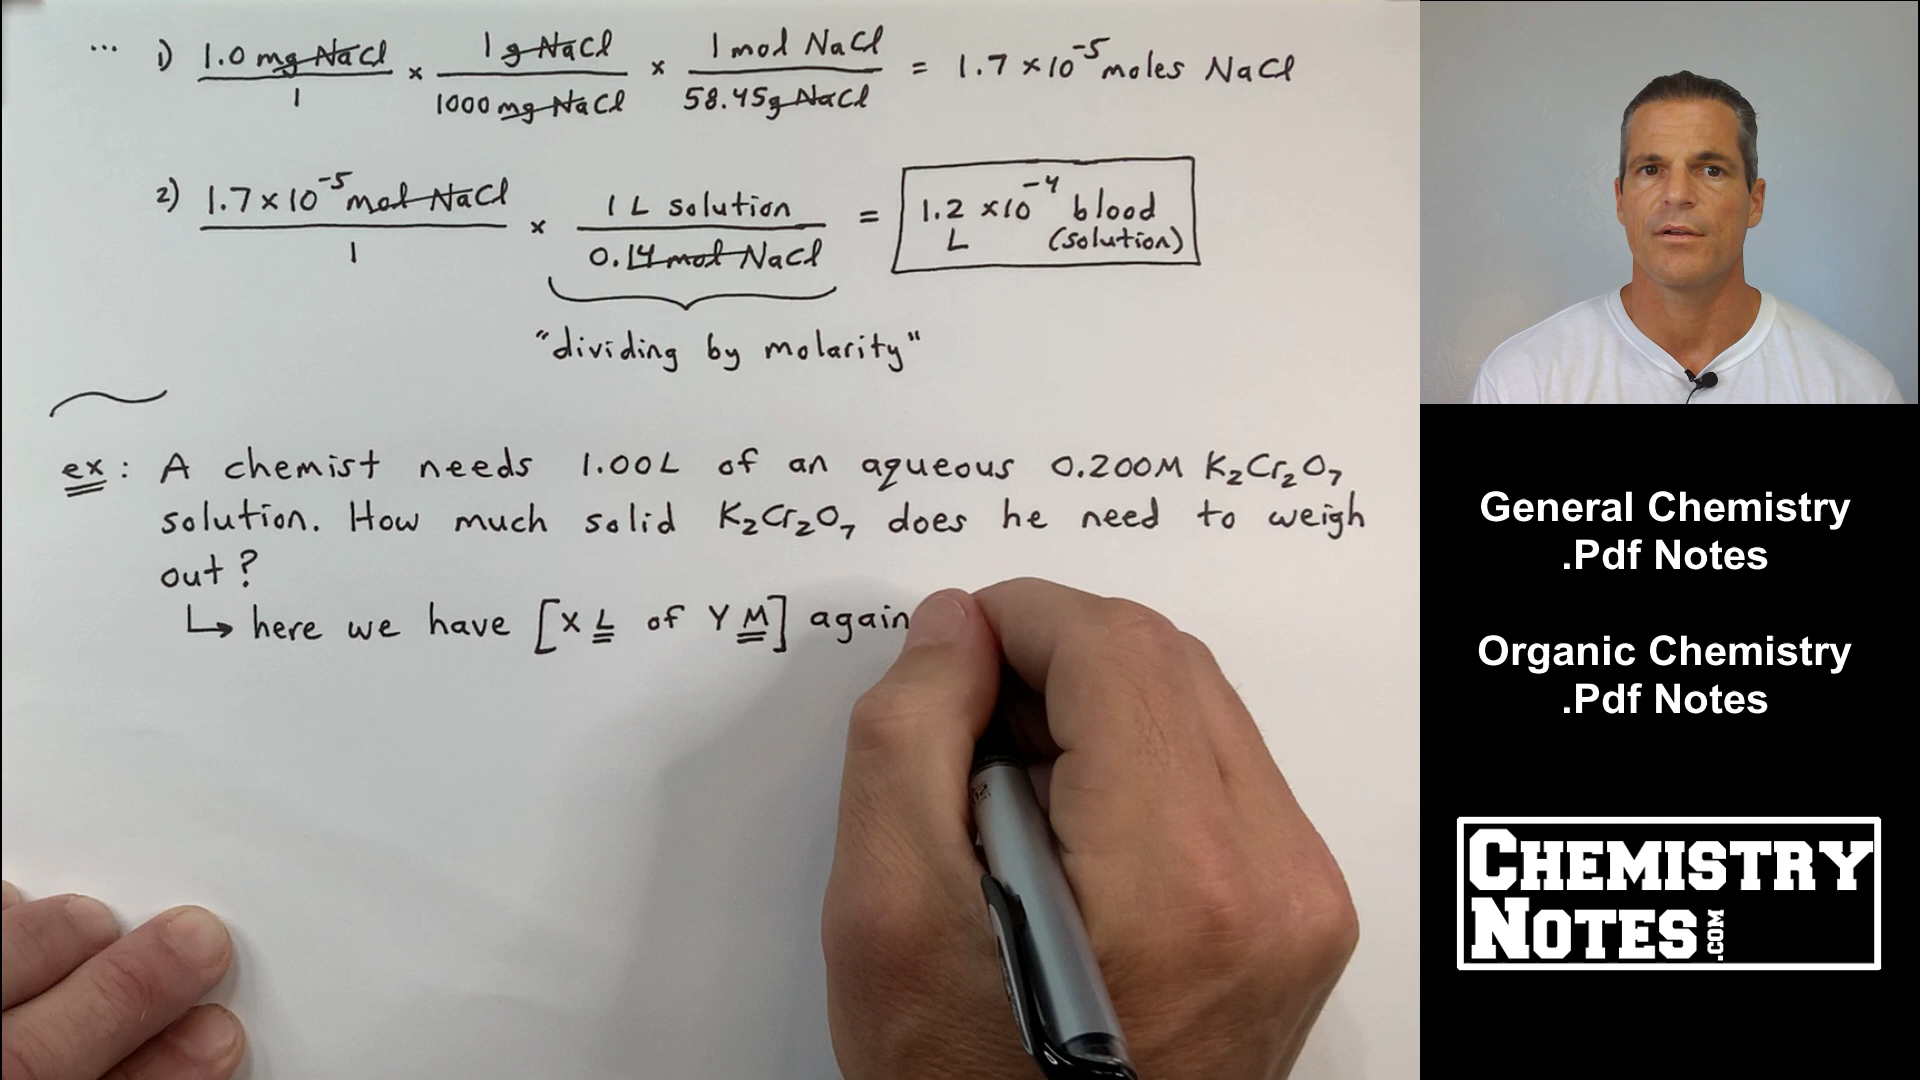 ... 1) 1.0 mg NaCl / 1 × 1 g NaCl / 1000 mg NaCl × 1 mol NaCl / 58.45g NaCl = 1.7 ×10⁻⁵ moles NaCl
2) 1.7 × 10⁻⁵ mol NaCl / 1 × 1 L solution / 0.14 mol NaCl = 1.2 ×10⁻⁴ L blood (solution)
"dividing by molarity"
ex: A chemist needs 1.00L of an aqueous 0.200M K₂Cr₂O₇
solution. How much solid K₂Cr₂O₇ does he need to weigh
out?
↳ here we have [X L of Y M] again
General Chemistry
.Pdf Notes
Organic Chemistry
.Pdf Notes
CHEMISTRY
NOTES.COM